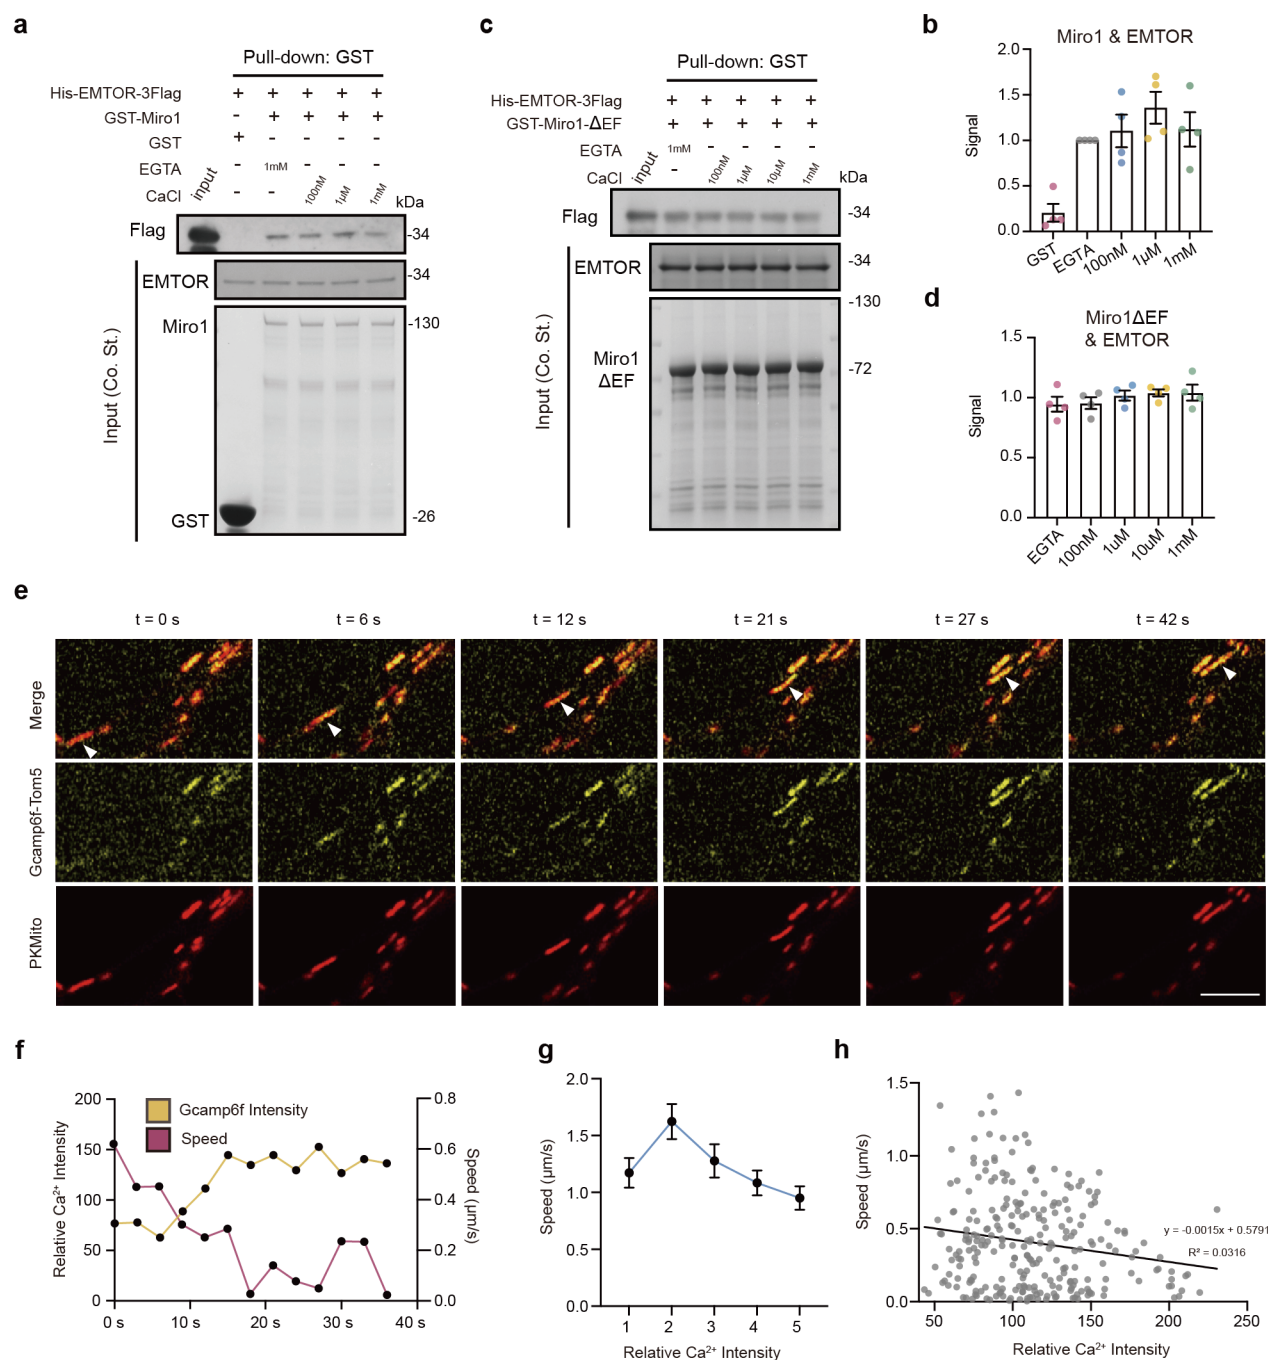 a
Pull-down: GST
His-EMTOR-3Flag + + + + +
GST-Miro1 - + + + +
GST +
EGTA - 1mM - - -
CaCl - - 100nM 1μM 1mM
input
kDa
Flag
-34
EMTOR
-34
Miro1
-130
GST
-26
Input (Co. St.)
c
Pull-down: GST
His-EMTOR-3Flag + + + + +
GST-Miro1-ΔEF + + + + +
EGTA 1mM - - - -
CaCl - 100nM 1μM 10μM 1mM
input
kDa
Flag
-34
EMTOR
-34
-130
Miro1
ΔEF
-72
-26
Input (Co. St.)
b
Miro1 & EMTOR
Signal
2.0
1.5
1.0
0.5
0.0
GST EGTA 100nM 1μM 1mM
d
Miro1ΔEF
& EMTOR
Signal
1.5
1.0
0.5
0.0
EGTA 100nM 1uM 10uM 1mM
e
t = 0 s t = 6 s t = 12 s t = 21 s t = 27 s t = 42 s
Merge
Gcamp6f-Tom5
PKMito
f
Gcamp6f Intensity
Speed
Relative Ca²⁺ Intensity
200
150
100
50
0
Speed (μm/s)
0.8
0.6
0.4
0.2
0.0
0 s 10 s 20 s 30 s 40 s
g
Speed (μm/s)
2.0
1.5
1.0
0.5
0.0
1 2 3 4 5
Relative Ca²⁺ Intensity
h
Speed (μm/s)
1.5
1.0
0.5
0.0
y = -0.0015x + 0.5791
R² = 0.0316
50 100 150 200 250
Relative Ca²⁺ Intensity